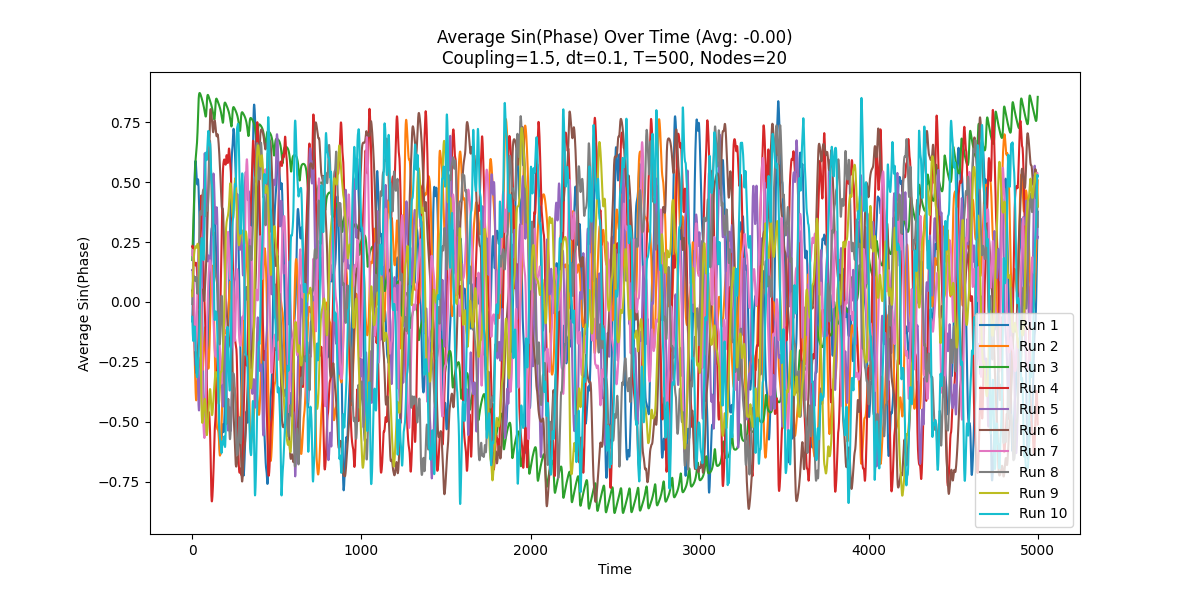 Average Sin(Phase) Over Time (Avg: -0.00)
Coupling=1.5, dt=0.1, T=500, Nodes=20
Average Sin(Phase)
0.75
0.50
0.25
0.00
−0.25
−0.50
−0.75
0
1000
2000
3000
4000
5000
Time
Run 1
Run 2
Run 3
Run 4
Run 5
Run 6
Run 7
Run 8
Run 9
Run 10